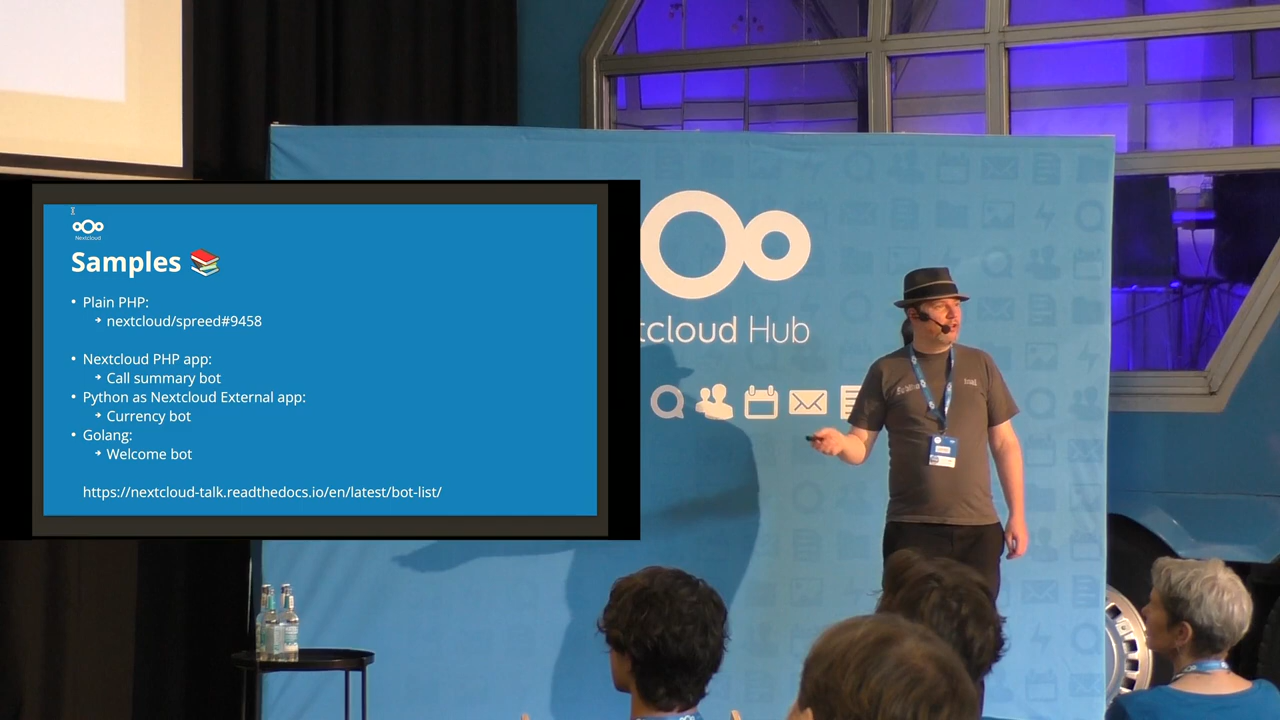 Nextcloud
Samples
• Plain PHP:
➔ nextcloud/spreed#9458
• Nextcloud PHP app:
➔ Call summary bot
• Python as Nextcloud External app:
➔ Currency bot
• Golang:
➔ Welcome bot
https://nextcloud-talk.readthedocs.io/en/latest/bot-list/
tcloud Hub